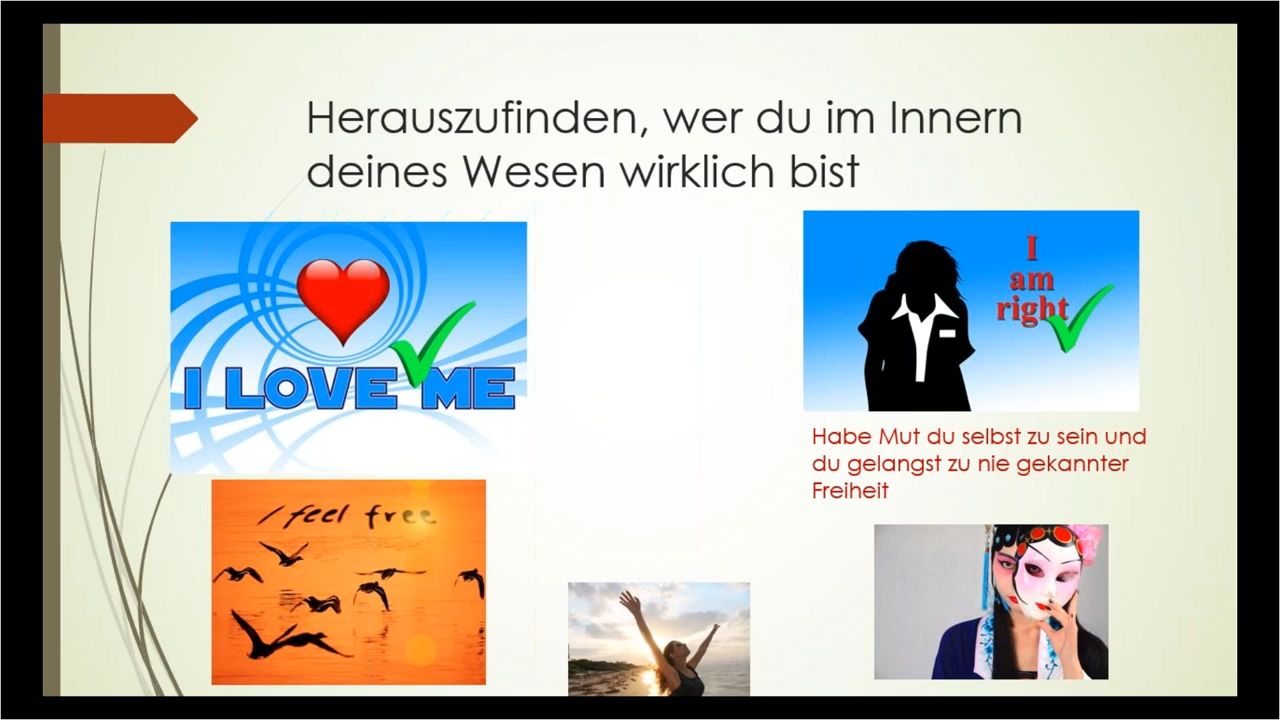 Herauszufinden, wer du im Innern
deines Wesen wirklich bist
I LOVE ME
I
am
right
Habe Mut du selbst zu sein und
du gelangst zu nie gekannter
Freiheit
I feel free